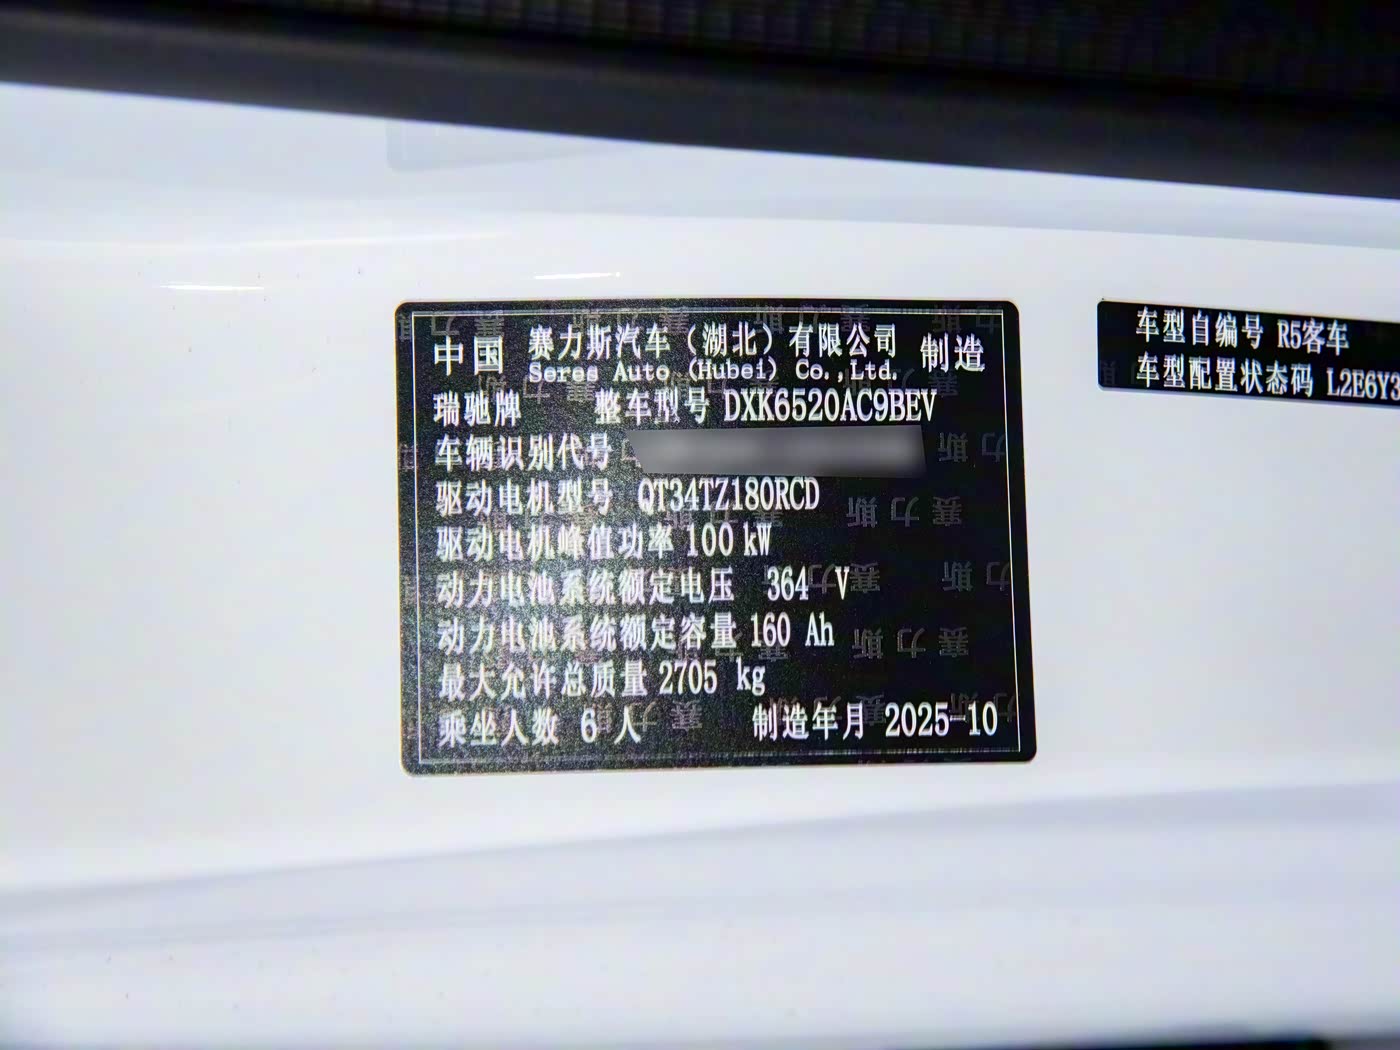 中国 赛力斯汽车（湖北）有限公司 制造
Seres Auto (Hubei) Co.,Ltd.
瑞驰牌 整车型号 DXK6520AC9BEV
车辆识别代号
驱动电机型号 QT34TZ180RCD
驱动电机峰值功率 100 kW
动力电池系统额定电压 364 V
动力电池系统额定容量 160 Ah
最大允许总质量 2705 kg
乘坐人数 6 人 制造年月 2025-10
车型自编号 R5客车
车型配置状态码 L2E6Y3